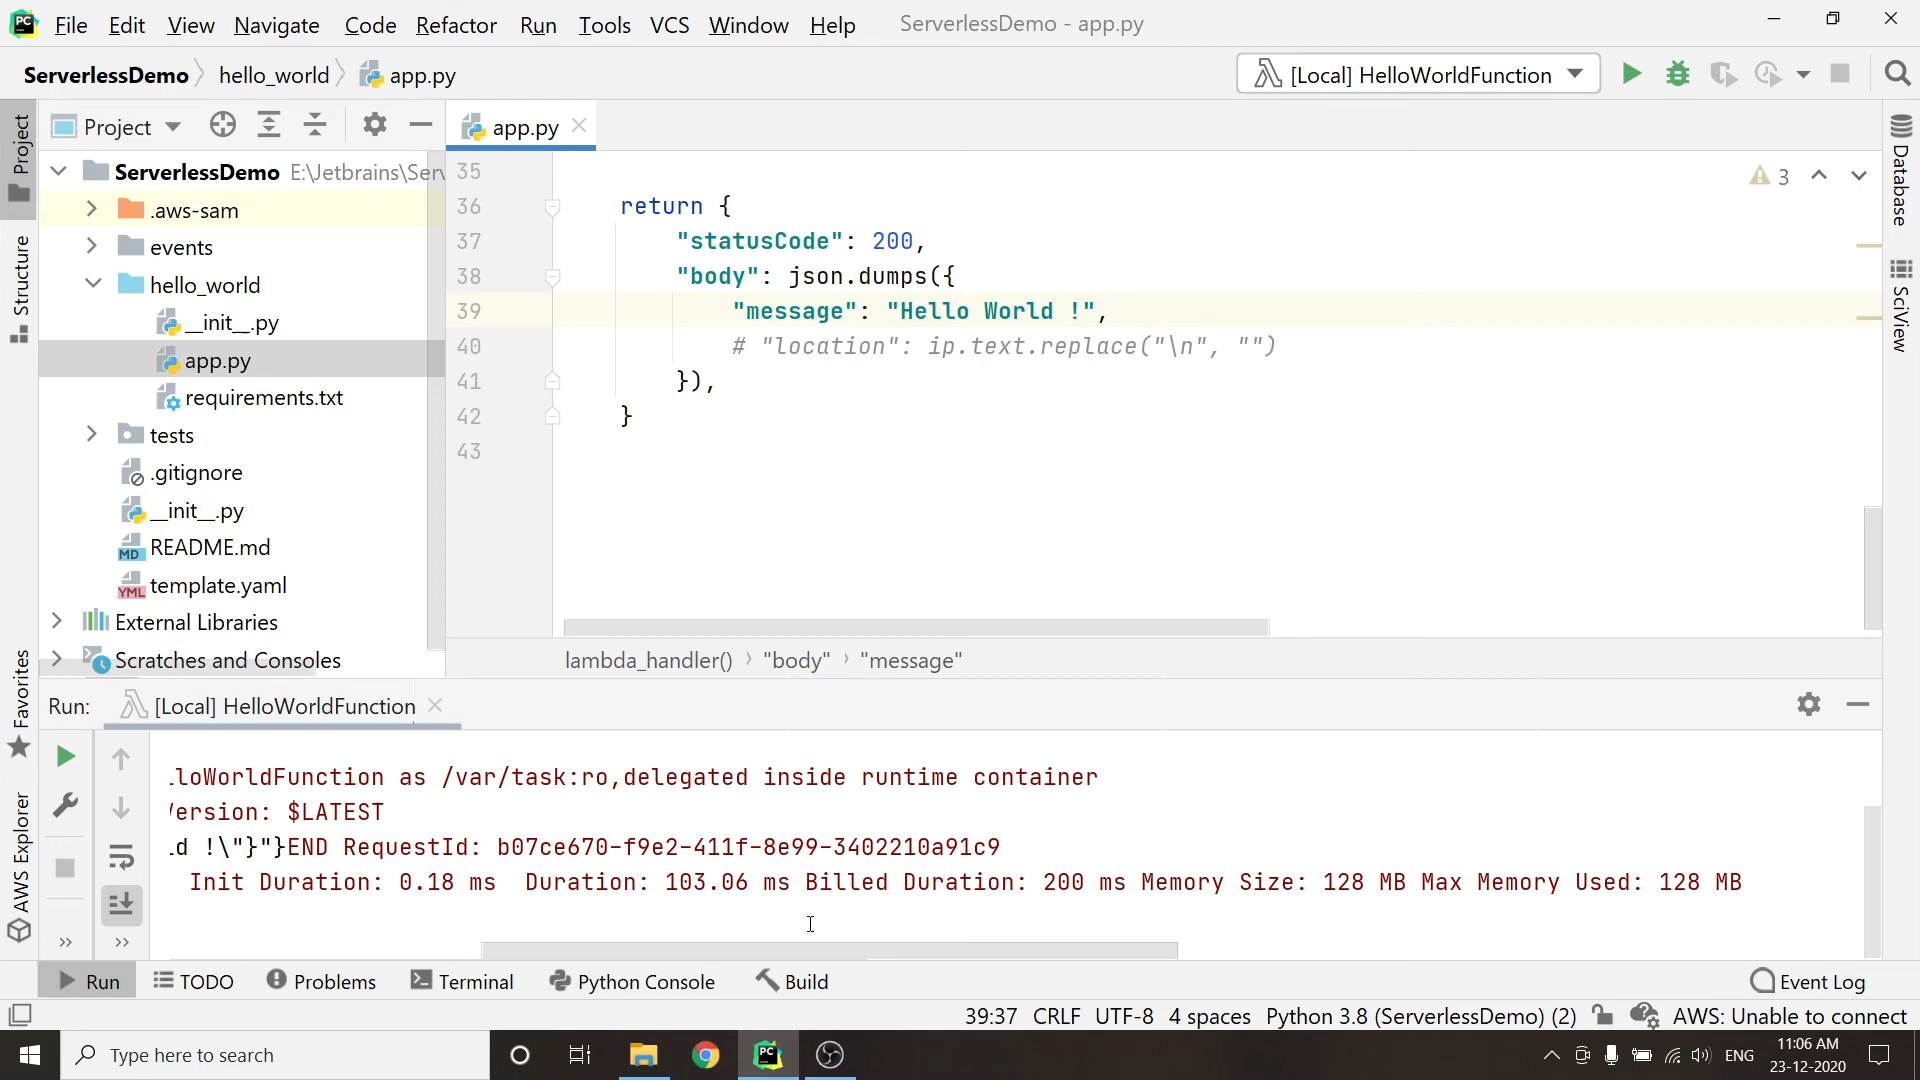 File Edit View Navigate Code Refactor Run Tools VCS Window Help ServerlessDemo - app.py
ServerlessDemo hello_world app.py [Local] HelloWorldFunction
Project
Structure
Favorites
AWS Explorer
Project
ServerlessDemo E:\Jetbrains\Serv
.aws-sam
events
hello_world
__init__.py
app.py
requirements.txt
tests
.gitignore
__init__.py
README.md
template.yaml
External Libraries
Scratches and Consoles
app.py
3
35
36 return {
37 "statusCode": 200,
38 "body": json.dumps({
39 "message": "Hello World !",
40 # "location": ip.text.replace("\n", "")
41 }),
42 }
43
lambda_handler() › "body" › "message"
Database
SciView
Run: [Local] HelloWorldFunction
loWorldFunction as /var/task:ro,delegated inside runtime container
Version: $LATEST
ld !\"}"}END RequestId: b07ce670-f9e2-411f-8e99-3402210a91c9
Init Duration: 0.18 ms Duration: 103.06 ms Billed Duration: 200 ms Memory Size: 128 MB Max Memory Used: 128 MB
Run TODO Problems Terminal Python Console Build Event Log
39:37 CRLF UTF-8 4 spaces Python 3.8 (ServerlessDemo) (2) AWS: Unable to connect
Type here to search
ENG
11:06 AM
23-12-2020